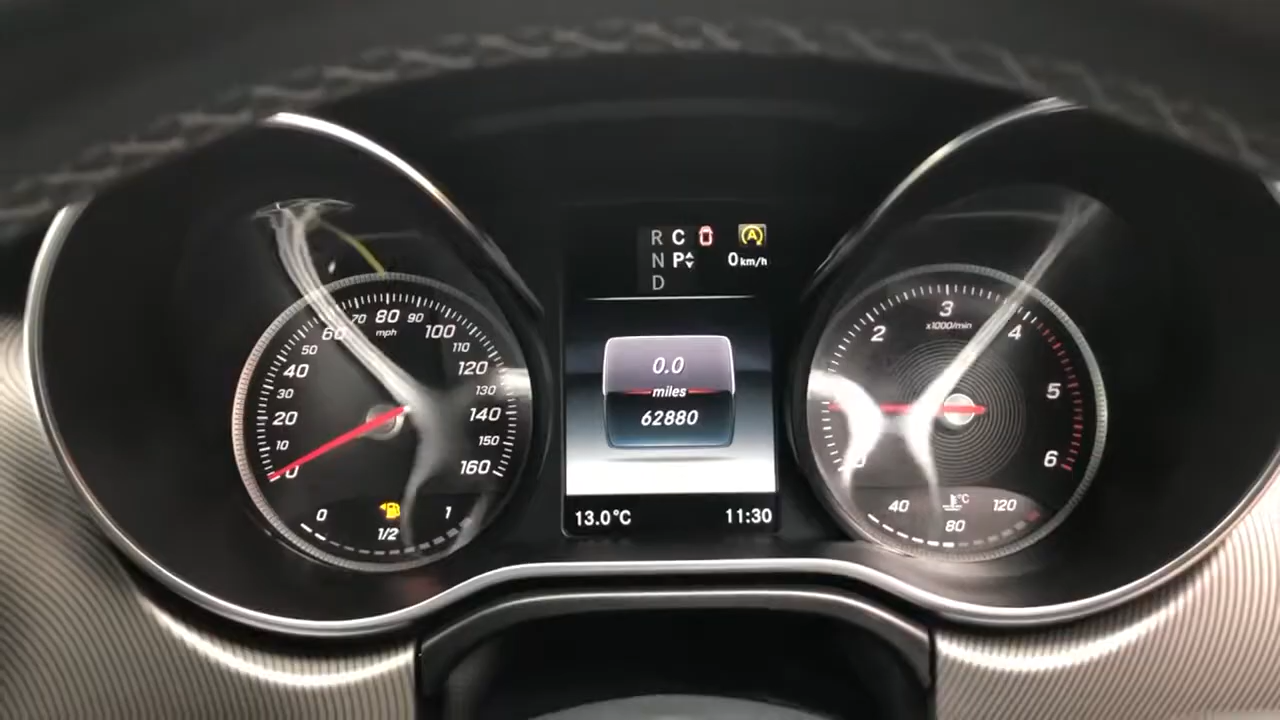 R C A
N P 0 km/h
D
0.0
miles
62880
13.0°C 11:30
0 10 20 30 40 50 60 70 80 90 100 110 120 130 140 150 160
mph
0 1/2 1
0 2 3 4 5 6
x1000/min
40 80 120
°C